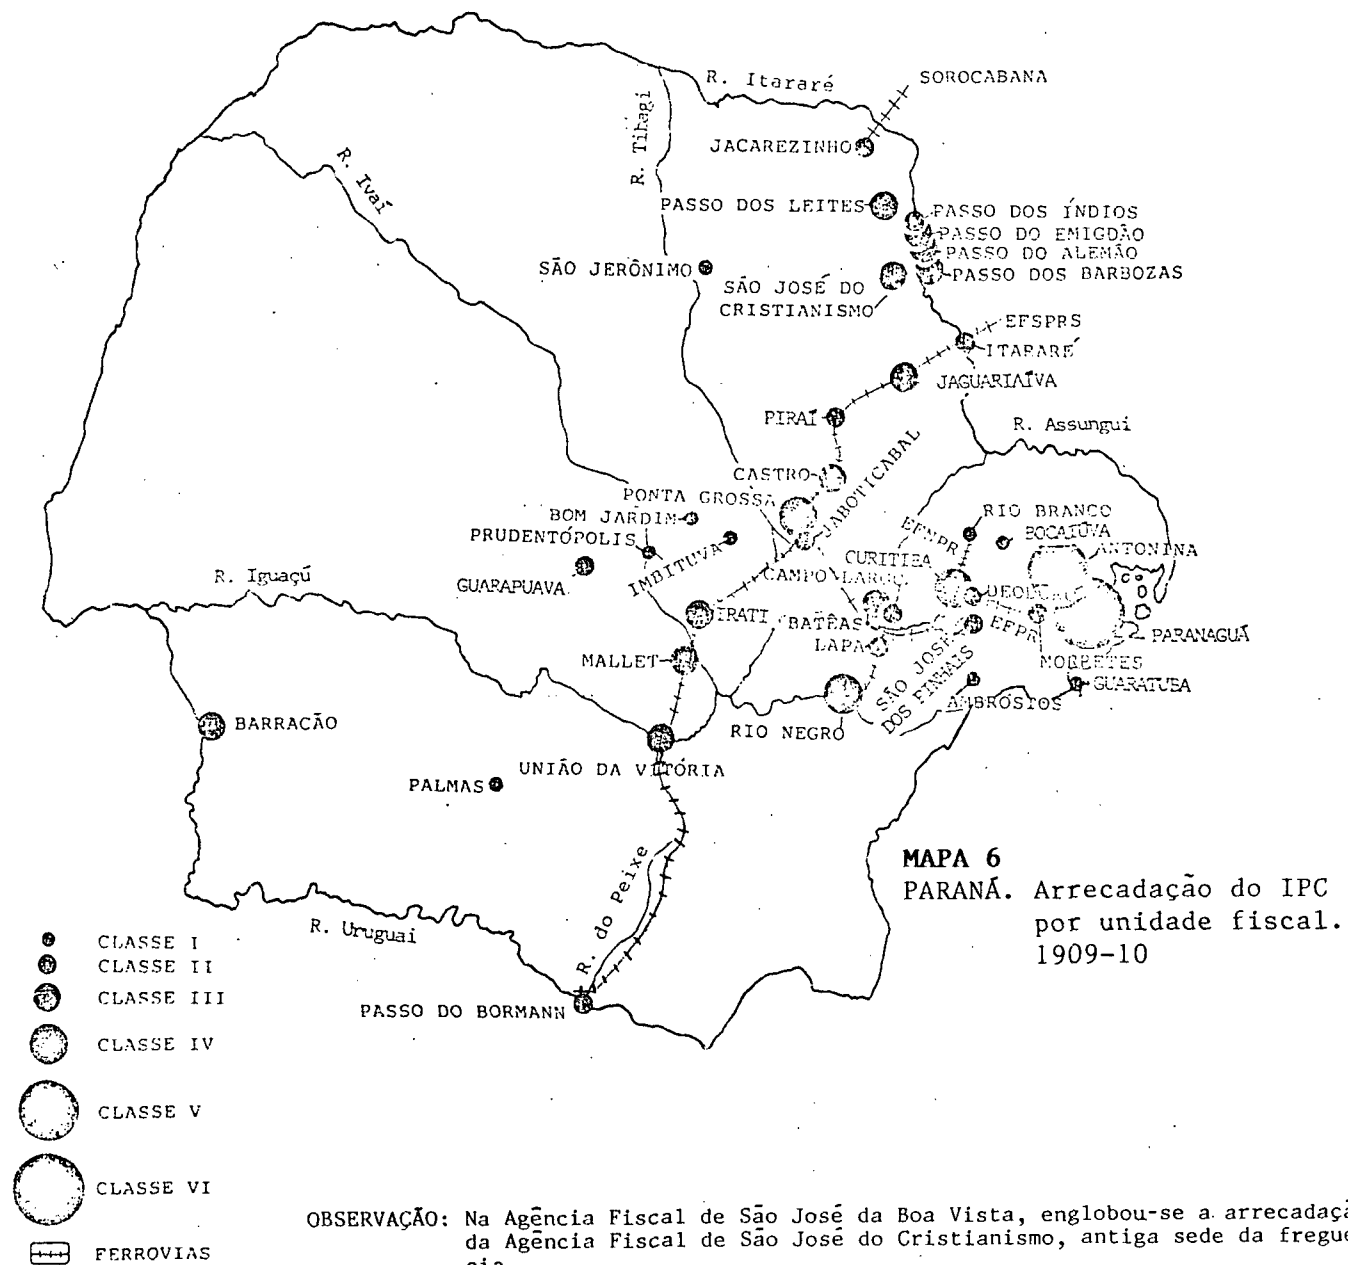 R. Itararé
SOROCABANA
R. Tibagi
JACAREZINHO
R. Ivaí
PASSO DOS LEITES
PASSO DOS ÍNDIOS
PASSO DO EMIGDÃO
PASSO DO ALEMÃO
PASSO DOS BARBOZAS
SÃO JERÔNIMO
SÃO JOSÉ DO
CRISTIANISMO
EFSPRS
ITARARÉ
JAGUARIAÍVA
PIRAÍ
R. Assungui
CASTRO
JABOTICABAL
PONTA GROSSA
BOM JARDIM
PRUDENTÓPOLIS
IMBITUVA
GUARAPUAVA
R. Iguaçú
EFNPR
RIO BRANCO
BOCAIÚVA
ANTONINA
CURITIBA
CAMPO LARGO
DEODORO
IRATI
BATÊAS
LAPA
EFPR
PARANAGUÁ
MALLET
MORRETES
SÃO JOSÉ
DOS PINHAIS
GUARATUBA
AMBRÓSIOS
BARRACÃO
RIO NEGRO
UNIÃO DA VITÓRIA
PALMAS
R. do Peixe
R. Uruguai
PASSO DO BORMANN
MAPA 6
PARANÁ. Arrecadação do IPC
por unidade fiscal.
1909-10
CLASSE I
CLASSE II
CLASSE III
CLASSE IV
CLASSE V
CLASSE VI
FERROVIAS
OBSERVAÇÃO: Na Agência Fiscal de São José da Boa Vista, englobou-se a arrecadaçã
da Agência Fiscal de São José do Cristianismo, antiga sede da fregue